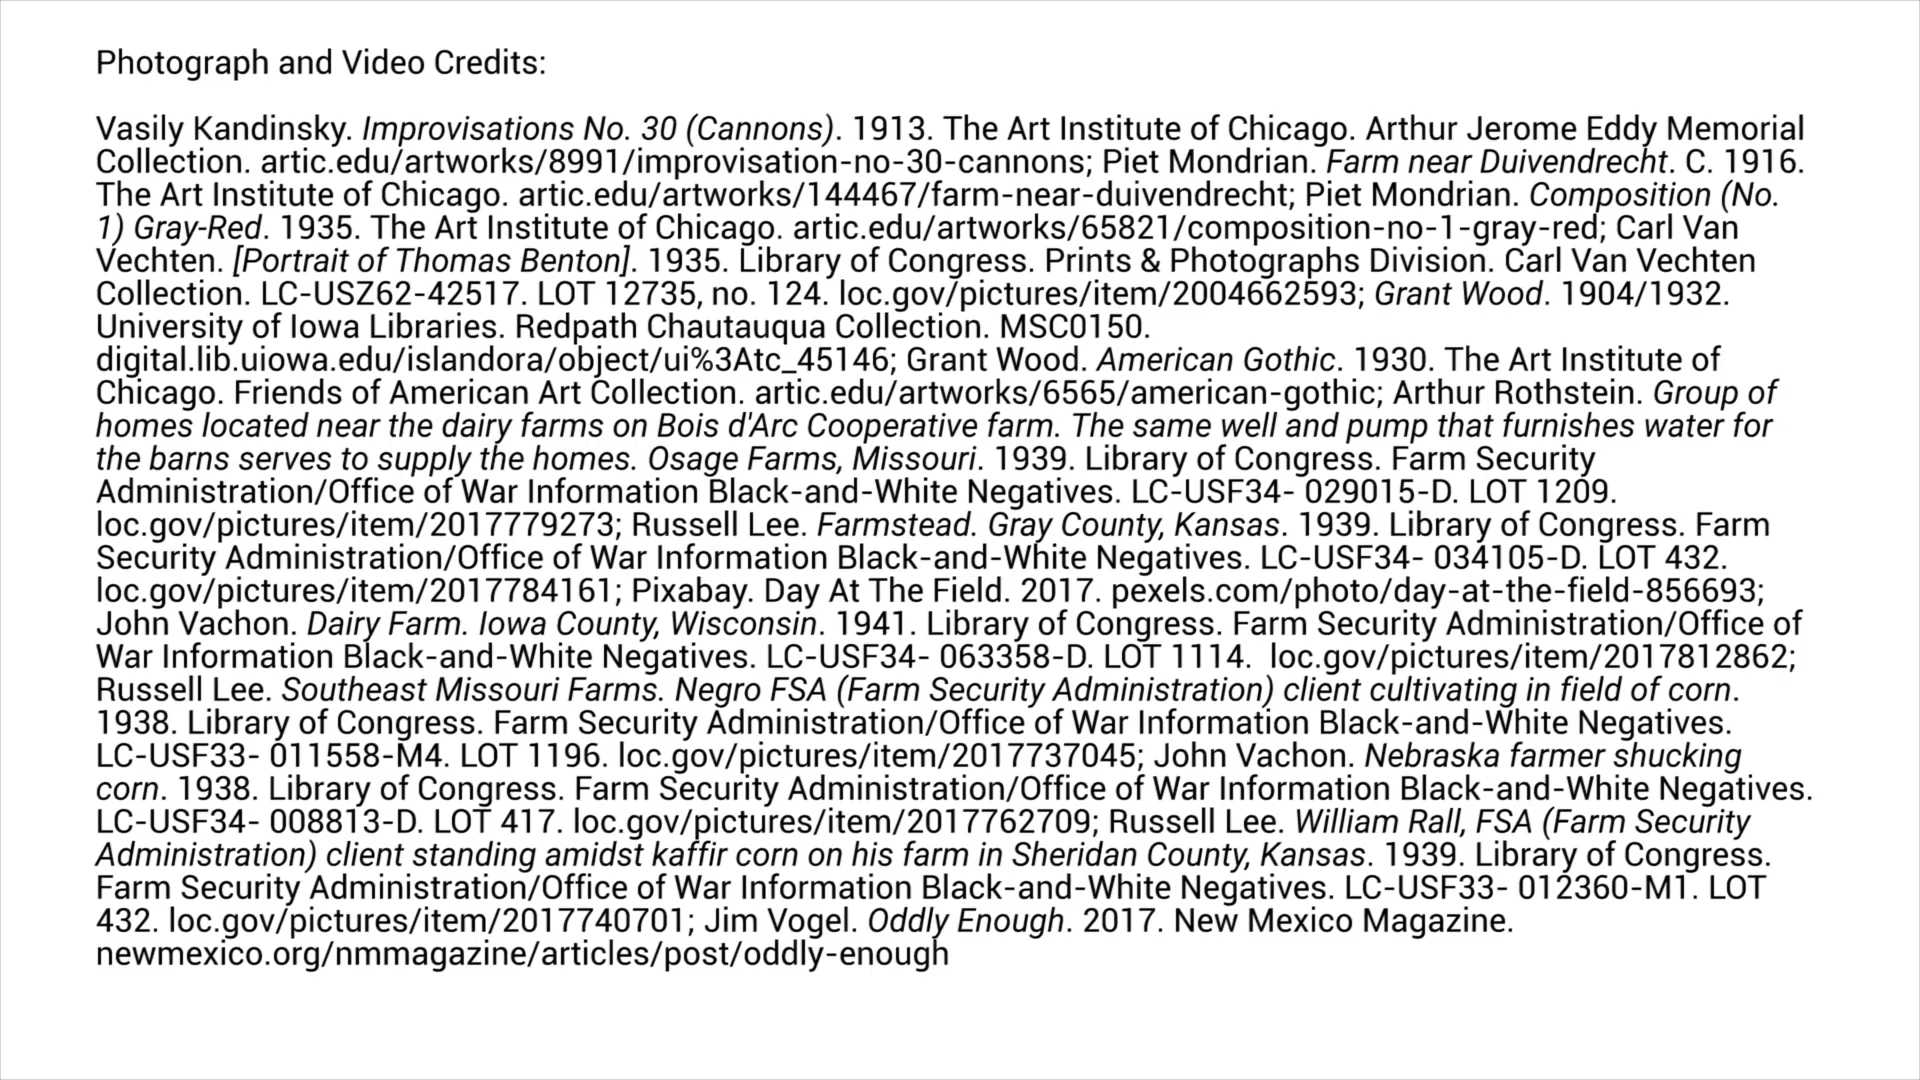 Photograph and Video Credits:
Vasily Kandinsky. Improvisations No. 30 (Cannons). 1913. The Art Institute of Chicago. Arthur Jerome Eddy Memorial
Collection. artic.edu/artworks/8991/improvisation-no-30-cannons; Piet Mondrian. Farm near Duivendrecht. C. 1916.
The Art Institute of Chicago. artic.edu/artworks/144467/farm-near-duivendrecht; Piet Mondrian. Composition (No.
1) Gray-Red. 1935. The Art Institute of Chicago. artic.edu/artworks/65821/composition-no-1-gray-red; Carl Van
Vechten. [Portrait of Thomas Benton]. 1935. Library of Congress. Prints & Photographs Division. Carl Van Vechten
Collection. LC-USZ62-42517. LOT 12735, no. 124. loc.gov/pictures/item/2004662593; Grant Wood. 1904/1932.
University of Iowa Libraries. Redpath Chautauqua Collection. MSC0150.
digital.lib.uiowa.edu/islandora/object/ui%3Atc_45146; Grant Wood. American Gothic. 1930. The Art Institute of
Chicago. Friends of American Art Collection. artic.edu/artworks/6565/american-gothic; Arthur Rothstein. Group of
homes located near the dairy farms on Bois d'Arc Cooperative farm. The same well and pump that furnishes water for
the barns serves to supply the homes. Osage Farms, Missouri. 1939. Library of Congress. Farm Security
Administration/Office of War Information Black-and-White Negatives. LC-USF34- 029015-D. LOT 1209.
loc.gov/pictures/item/2017779273; Russell Lee. Farmstead. Gray County, Kansas. 1939. Library of Congress. Farm
Security Administration/Office of War Information Black-and-White Negatives. LC-USF34- 034105-D. LOT 432.
loc.gov/pictures/item/2017784161; Pixabay. Day At The Field. 2017. pexels.com/photo/day-at-the-field-856693;
John Vachon. Dairy Farm. Iowa County, Wisconsin. 1941. Library of Congress. Farm Security Administration/Office of
War Information Black-and-White Negatives. LC-USF34- 063358-D. LOT 1114.  loc.gov/pictures/item/2017812862;
Russell Lee. Southeast Missouri Farms. Negro FSA (Farm Security Administration) client cultivating in field of corn.
1938. Library of Congress. Farm Security Administration/Office of War Information Black-and-White Negatives.
LC-USF33- 011558-M4. LOT 1196. loc.gov/pictures/item/2017737045; John Vachon. Nebraska farmer shucking
corn. 1938. Library of Congress. Farm Security Administration/Office of War Information Black-and-White Negatives.
LC-USF34- 008813-D. LOT 417. loc.gov/pictures/item/2017762709; Russell Lee. William Rall, FSA (Farm Security
Administration) client standing amidst kaffir corn on his farm in Sheridan County, Kansas. 1939. Library of Congress.
Farm Security Administration/Office of War Information Black-and-White Negatives. LC-USF33- 012360-M1. LOT
432. loc.gov/pictures/item/2017740701; Jim Vogel. Oddly Enough. 2017. New Mexico Magazine.
newmexico.org/nmmagazine/articles/post/oddly-enough